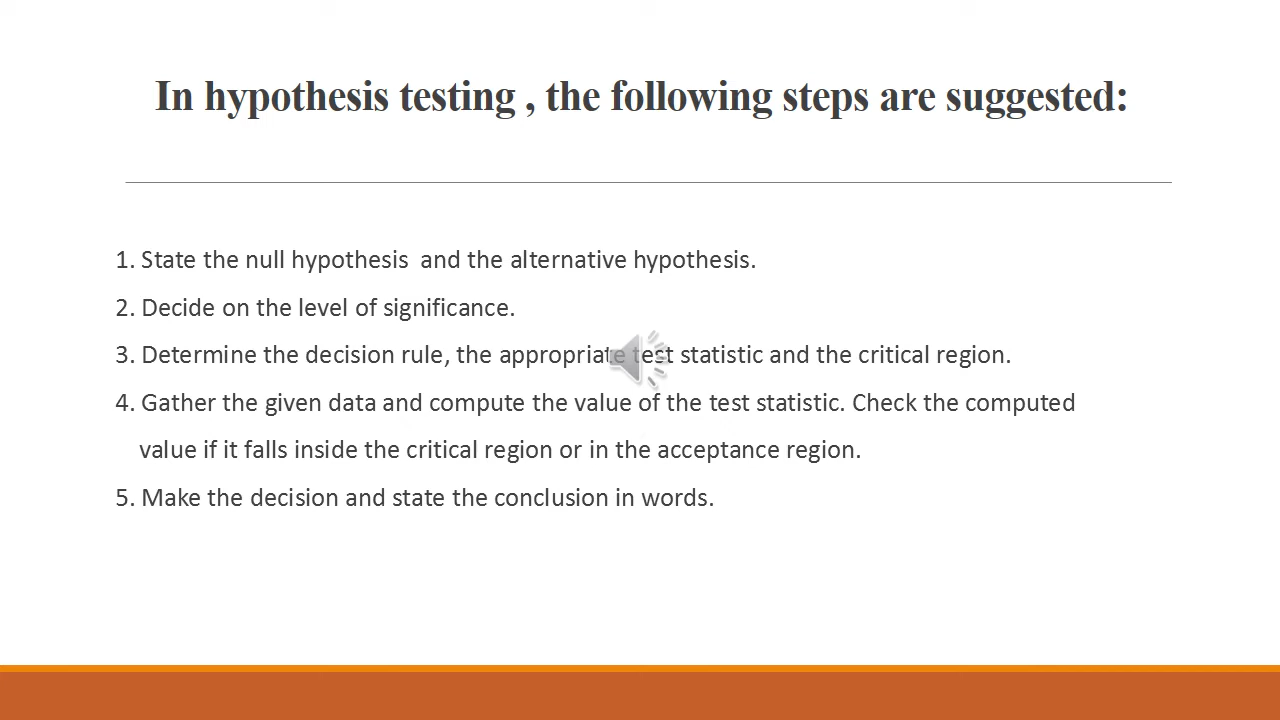 In hypothesis testing , the following steps are suggested:
1. State the null hypothesis  and the alternative hypothesis.
2. Decide on the level of significance.
3. Determine the decision rule, the appropriate test statistic and the critical region.
4. Gather the given data and compute the value of the test statistic. Check the computed
value if it falls inside the critical region or in the acceptance region.
5. Make the decision and state the conclusion in words.